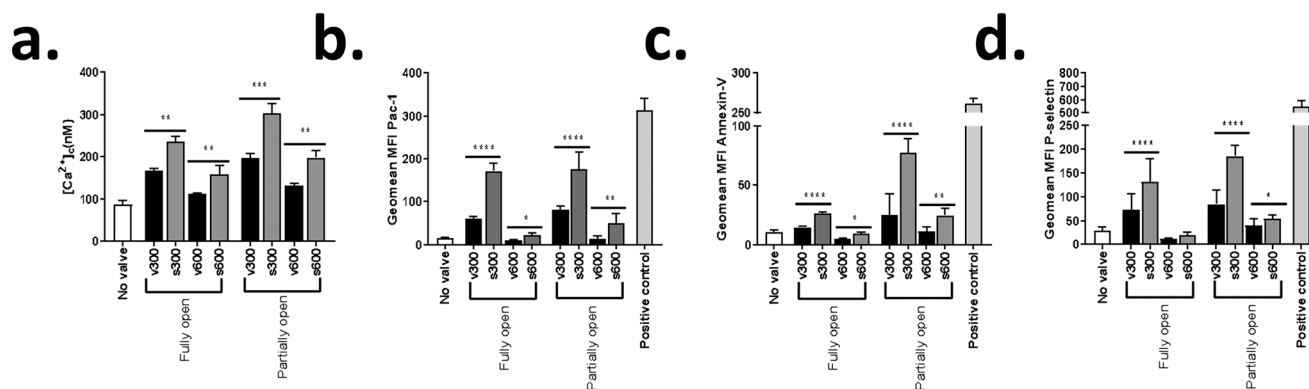 a.
[Ca²⁺]c(nM)
400
300
200
100
0
**
**
***
**
No valve
v300
s300
v600
s600
v300
s300
v600
s600
Fully open
Partially open
b.
Geomean MFI Pac-1
400
300
200
100
0
****
*
****
**
No valve
v300
s300
v600
s600
v300
s300
v600
s600
Positive control
Fully open
Partially open
c.
Geomean MFI Annexin-V
300
250
100
50
25
0
****
*
****
**
No valve
v300
s300
v600
s600
v300
s300
v600
s600
Positive control
Fully open
Partially open
d.
Geomean MFI P-selectin
800
700
600
500
200
150
100
50
0
****
****
*
No valve
v300
s300
v600
s600
v300
s300
v600
s600
Positive control
Fully open
Partially open